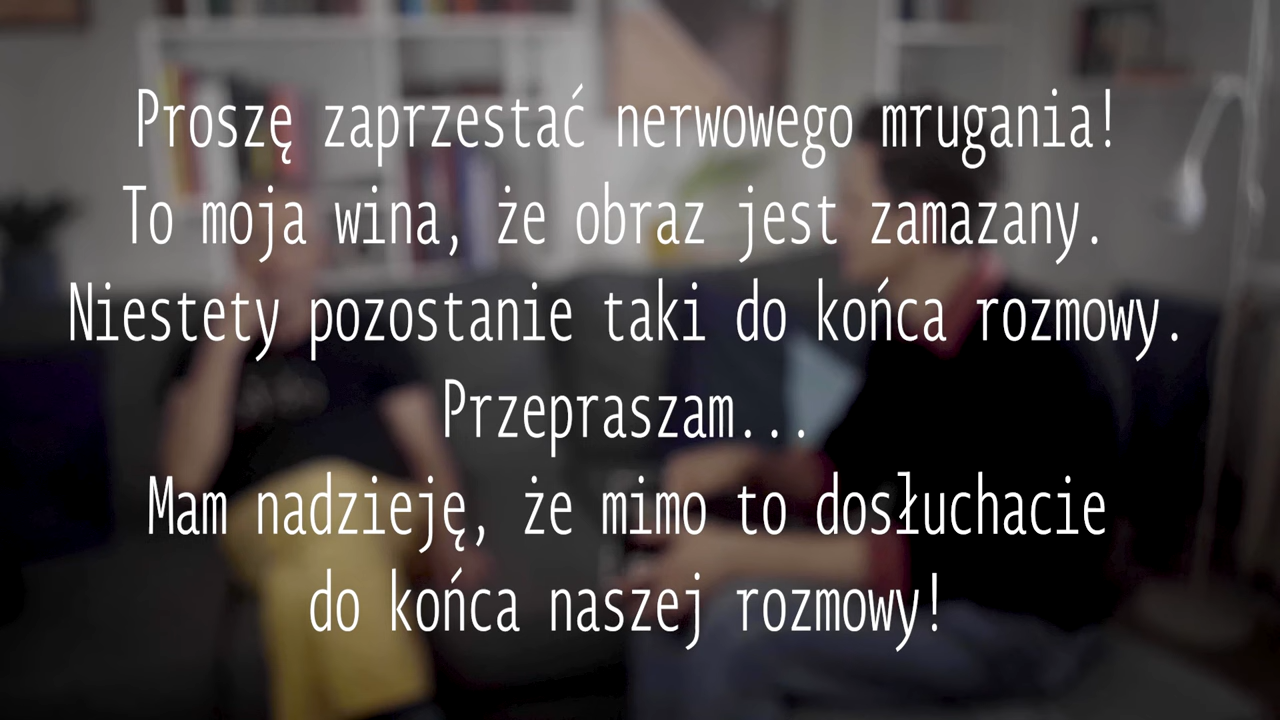 Proszę zaprzestać nerwowego mrugania!
To moja wina, że obraz jest zamazany.
Niestety pozostanie taki do końca rozmowy.
Przepraszam...
Mam nadzieję, że mimo to dosłuchacie
do końca naszej rozmowy!